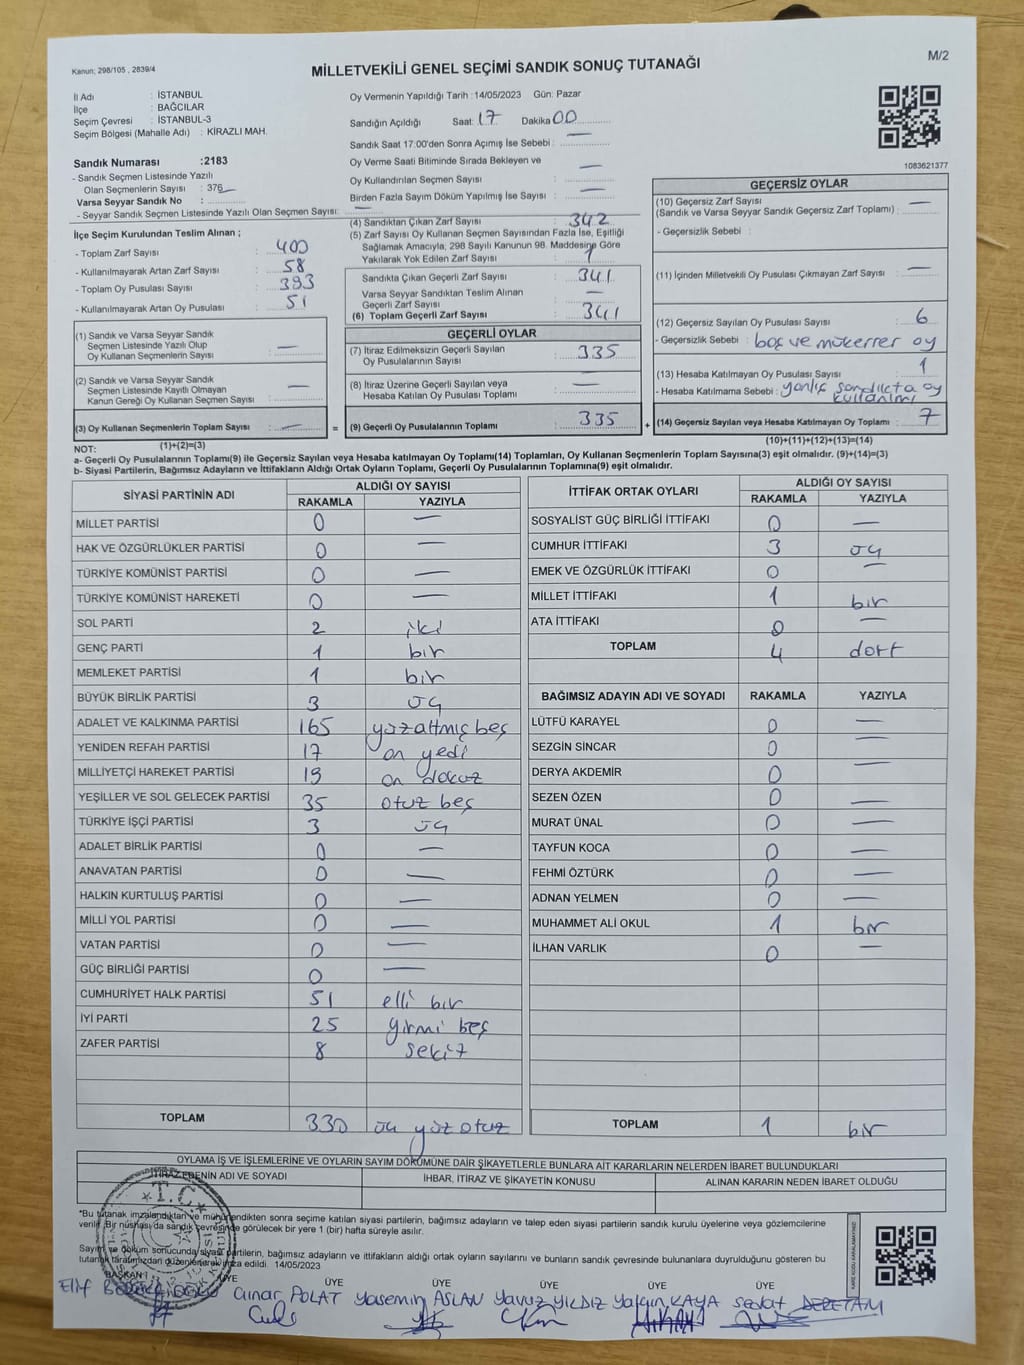 Kanun; 298/105 , 2839/4
M/2
MİLLETVEKİLİ GENEL SEÇİMİ SANDIK SONUÇ TUTANAĞI
İl Adı : İSTANBUL
İlçe : BAĞCILAR
Seçim Çevresi : İSTANBUL-3
Seçim Bölgesi (Mahalle Adı) : KİRAZLI MAH.
Sandık Numarası :2183
- Sandık Seçmen Listesinde Yazılı
Olan Seçmenlerin Sayısı : 376
Varsa Seyyar Sandık No :
- Seyyar Sandık Seçmen Listesinde Yazılı Olan Seçmen Sayısı: —
İlçe Seçim Kurulundan Teslim Alınan ;
- Toplam Zarf Sayısı : 400
- Kullanılmayarak Artan Zarf Sayısı : 58
- Toplam Oy Pusulası Sayısı : 393
- Kullanılmayarak Artan Oy Pusulası : 51
(1) Sandık ve Varsa Seyyar Sandık
Seçmen Listesinde Yazılı Olup
Oy Kullanan Seçmenlerin Sayısı : —
(2) Sandık ve Varsa Seyyar Sandık
Seçmen Listesinde Kayıtlı Olmayan
Kanun Gereği Oy Kullanan Seçmen Sayısı : —
(3) Oy Kullanan Seçmenlerin Toplam Sayısı : —
Oy Vermenin Yapıldığı Tarih :14/05/2023 Gün: Pazar
Sandığın Açıldığı Saat: 17 Dakika 00
Sandık Saat 17.00'den Sonra Açımış İse Sebebi : —
Oy Verme Saati Bitiminde Sırada Bekleyen ve
Oy Kullandırılan Seçmen Sayısı : —
Birden Fazla Sayım Döküm Yapılmış İse Sayısı : —
(4) Sandıktan Çıkan Zarf Sayısı : 342
(5) Zarf Sayısı Oy Kullanan Seçmen Sayısından Fazla İse, Eşitliği
Sağlamak Amacıyla; 298 Sayılı Kanunun 98. Maddesine Göre
Yakılarak Yok Edilen Zarf Sayısı : 1
Sandıkta Çıkan Geçerli Zarf Sayısı : 341
Varsa Seyyar Sandıktan Teslim Alınan
Geçerli Zarf Sayısı : —
(6) Toplam Geçerli Zarf Sayısı : 341
GEÇERLİ OYLAR
(7) İtiraz Edilmeksizin Geçerli Sayılan
Oy Pusulalarının Sayısı : 335
(8) İtiraz Üzerine Geçerli Sayılan veya
Hesaba Katılan Oy Pusulası Toplamı : —
= (9) Geçerli Oy Pusulalarının Toplamı : 335 +
1083621377
GEÇERSİZ OYLAR
(10) Geçersiz Zarf Sayısı
(Sandık ve Varsa Seyyar Sandık Geçersiz Zarf Toplamı) : —
- Geçersizlik Sebebi :
(11) İçinden Milletvekili Oy Pusulası Çıkmayan Zarf Sayısı : —
(12) Geçersiz Sayılan Oy Pusulası Sayısı : 6
- Geçersizlik Sebebi : boş ve mükerrer oy
(13) Hesaba Katılmayan Oy Pusulası Sayısı : 1
- Hesaba Katılmama Sebebi : yanlış sandıkta oy
kullanımı
(14) Geçersiz Sayılan veya Hesaba Katılmayan Oy Toplamı : 7
NOT: (1)+(2)=(3)
(10)+(11)+(12)+(13)=(14)
a- Geçerli Oy Pusulalarının Toplamı(9) ile Geçersiz Sayılan veya Hesaba katılmayan Oy Toplamı(14) Toplamları, Oy Kullanan Seçmenlerin Toplam Sayısına(3) eşit olmalıdır. (9)+(14)=(3)
b- Siyasi Partilerin, Bağımsız Adayların ve İttifakların Aldığı Ortak Oyların Toplamı, Geçerli Oy Pusulalarının Toplamına(9) eşit olmalıdır.
SİYASİ PARTİNİN ADI ALDIĞI OY SAYISI
RAKAMLA YAZIYLA
MİLLET PARTİSİ 0 —
HAK VE ÖZGÜRLÜKLER PARTİSİ 0 —
TÜRKİYE KOMÜNİST PARTİSİ 0 —
TÜRKİYE KOMÜNİST HAREKETİ 0 —
SOL PARTİ 2 iki
GENÇ PARTİ 1 bir
MEMLEKET PARTİSİ 1 bir
BÜYÜK BİRLİK PARTİSİ 3 üç
ADALET VE KALKINMA PARTİSİ 165 yüzaltmış beş
YENİDEN REFAH PARTİSİ 17 on yedi
MİLLİYETÇİ HAREKET PARTİSİ 19 on dokuz
YEŞİLLER VE SOL GELECEK PARTİSİ 35 otuz beş
TÜRKİYE İŞÇİ PARTİSİ 3 üç
ADALET BİRLİK PARTİSİ 0 —
ANAVATAN PARTİSİ 0 —
HALKIN KURTULUŞ PARTİSİ 0 —
MİLLİ YOL PARTİSİ 0 —
VATAN PARTİSİ 0 —
GÜÇ BİRLİĞİ PARTİSİ 0 —
CUMHURİYET HALK PARTİSİ 51 elli bir
İYİ PARTİ 25 yirmi beş
ZAFER PARTİSİ 8 sekiz
TOPLAM 330 üç yüz otuz
İTTİFAK ORTAK OYLARI ALDIĞI OY SAYISI
RAKAMLA YAZIYLA
SOSYALİST GÜÇ BİRLİĞİ İTTİFAKI 0 —
CUMHUR İTTİFAKI 3 üç
EMEK VE ÖZGÜRLÜK İTTİFAKI 0 —
MİLLET İTTİFAKI 1 bir
ATA İTTİFAKI 0 —
TOPLAM 4 dört
BAĞIMSIZ ADAYIN ADI VE SOYADI RAKAMLA YAZIYLA
LÜTFÜ KARAYEL 0 —
SEZGİN SİNCAR 0 —
DERYA AKDEMİR 0 —
SEZEN ÖZEN 0 —
MURAT ÜNAL 0 —
TAYFUN KOCA 0 —
FEHMİ ÖZTÜRK 0 —
ADNAN YELMEN 0 —
MUHAMMET ALİ OKUL 1 bir
İLHAN VARLIK 0 —
TOPLAM 1 bir
OYLAMA İŞ VE İŞLEMLERİNE VE OYLARIN SAYIM DÖKÜMÜNE DAİR ŞİKAYETLERLE BUNLARA AİT KARARLARIN NELERDEN İBARET BULUNDUKLARI
İTİRAZ EDENİN ADI VE SOYADI İHBAR, İTİRAZ VE ŞİKAYETİN KONUSU ALINAN KARARIN NEDEN İBARET OLDUĞU
T.C.
"Bu tutanak imzalandıktan ve mühürlendikten sonra seçime katılan siyasi partilerin, bağımsız adayların ve talep eden siyasi partilerin sandık kurulu üyelerine veya gözlemcilerine
verilir. Bir nüshası da sandık çevresinde görülecek bir yere 1 (bir) hafta süreyle asılır.
Sayım ve döküm sonucunda siyasi partilerin, bağımsız adayların ve ittifakların aldığı ortak oyların sayılarını ve bunların sandık çevresinde bulunanlara duyrulduğunu gösteren bu
tutanak tarafımızdan düzenlenerek imza edildi. 14/05/2023
BAŞKAN ÜYE ÜYE ÜYE ÜYE ÜYE
Elif Çınar POLAT Yasemin ASLAN Yavuz YILDIZ Yalçın KAYA Sedat